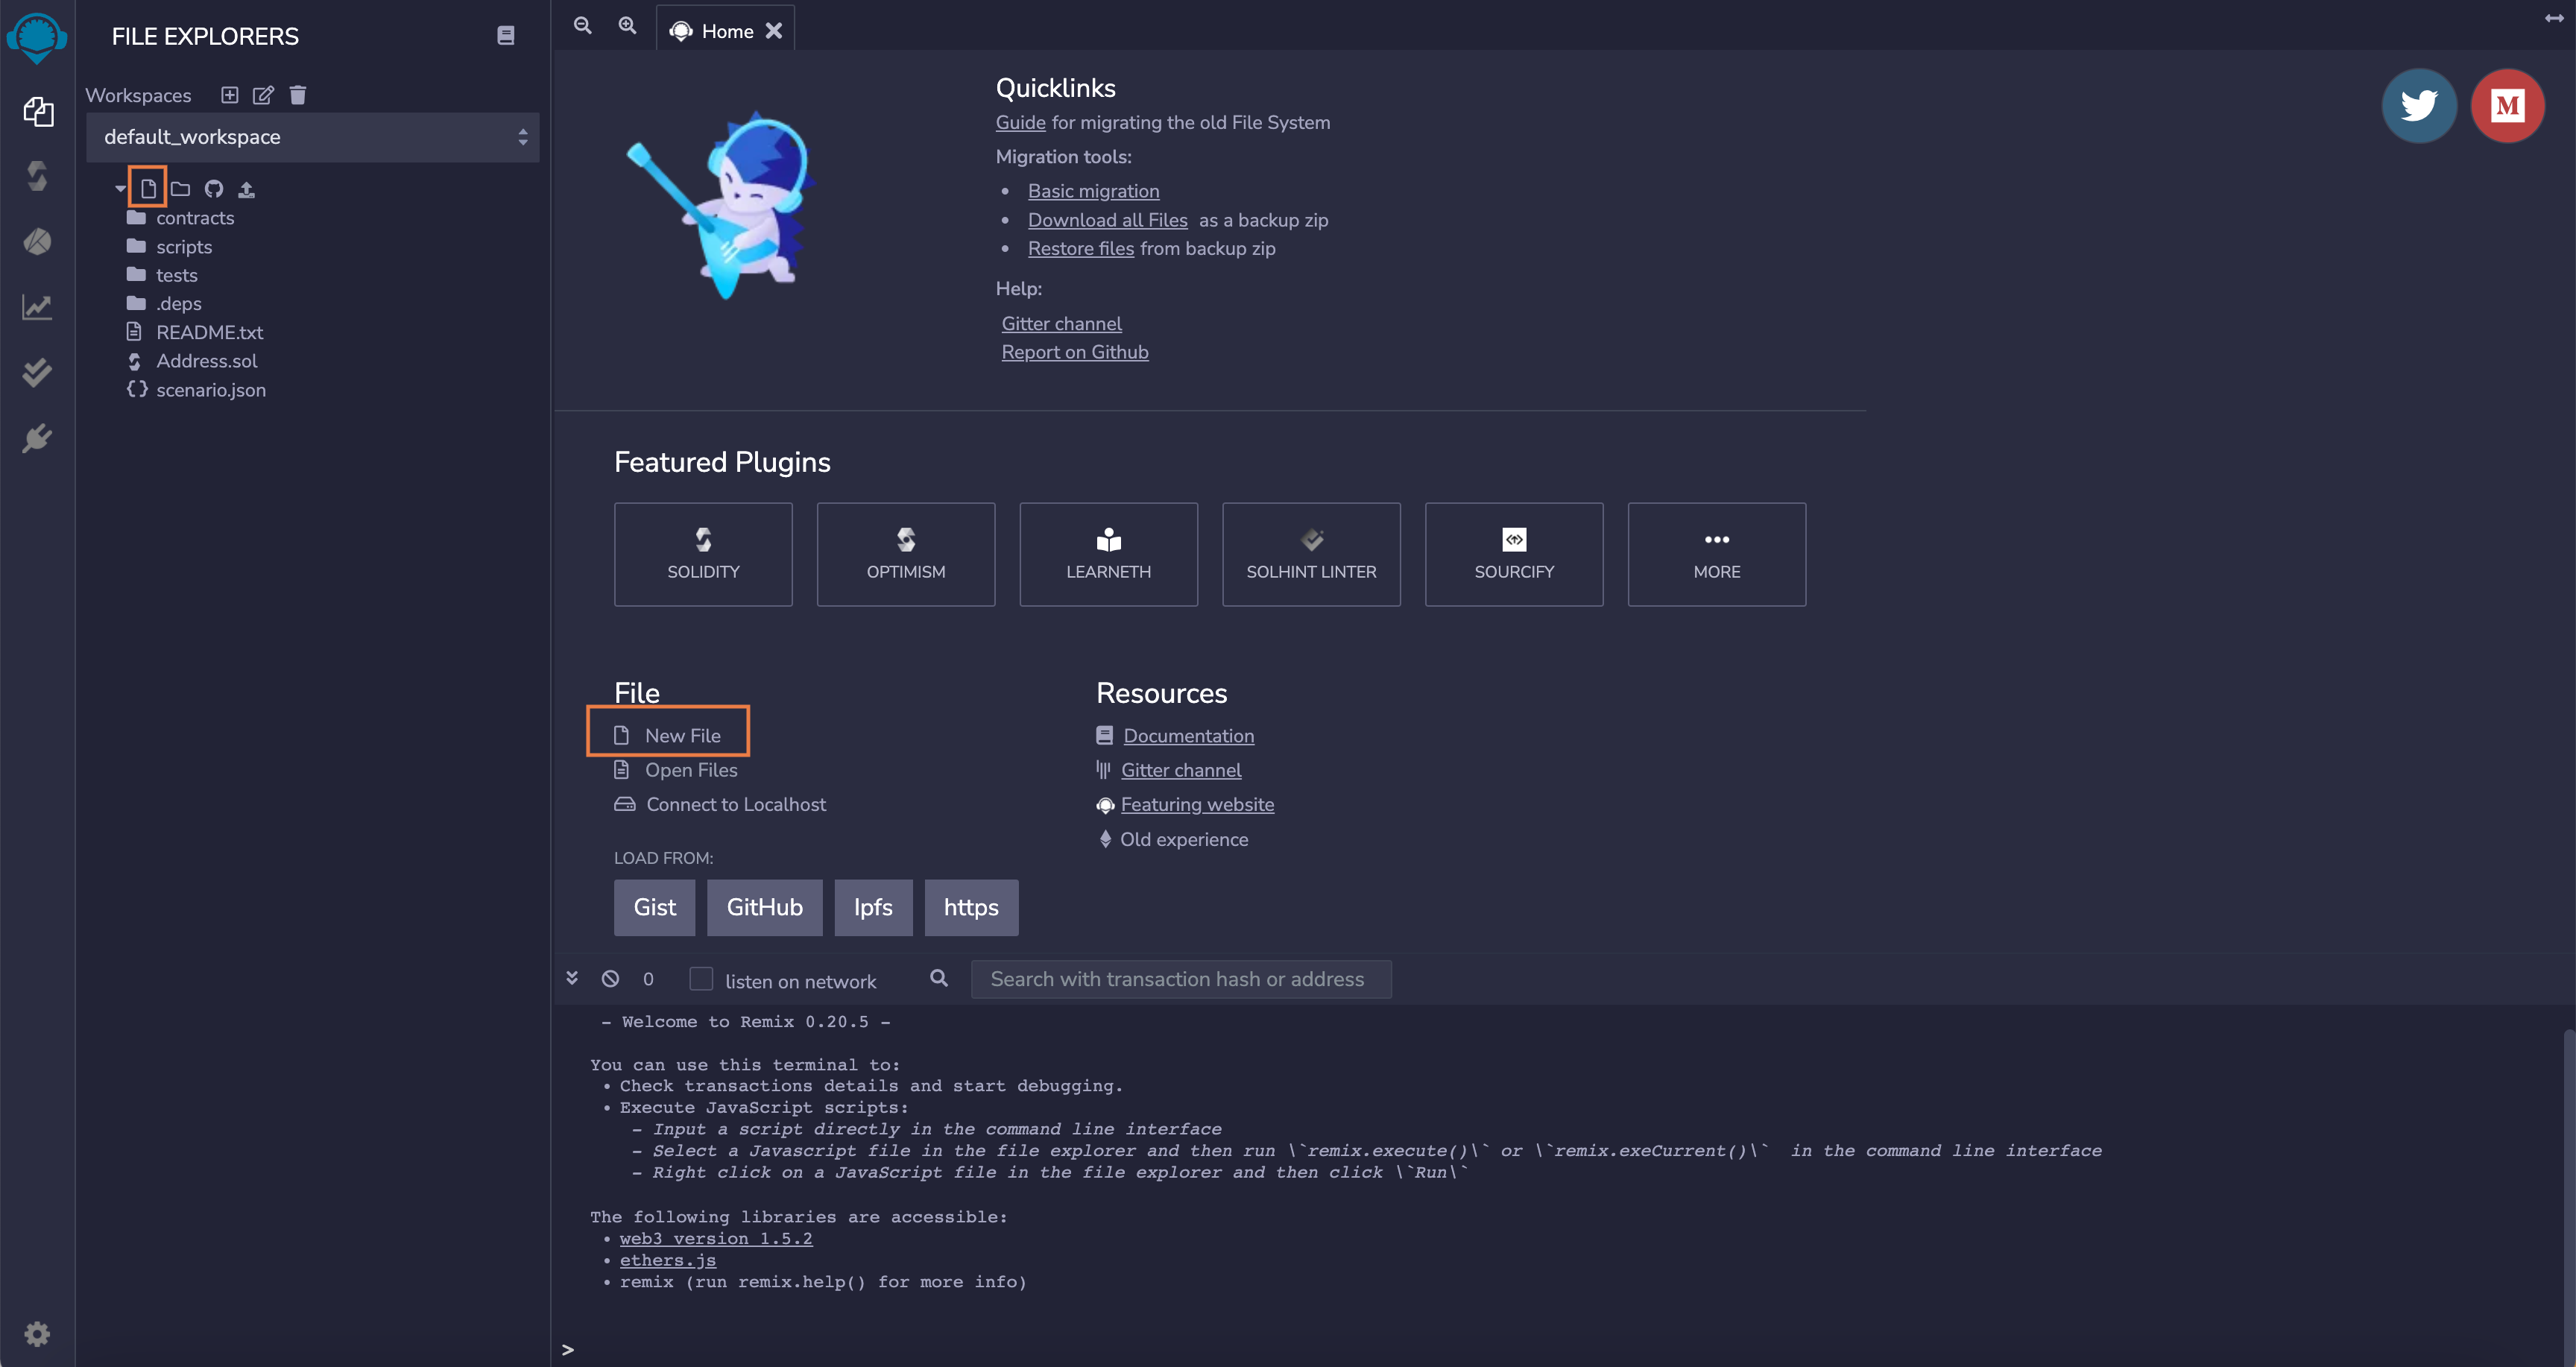 FILE EXPLORERS
Workspaces
default_workspace
contracts
scripts
tests
.deps
README.txt
Address.sol
scenario.json
Home
Quicklinks
Guide for migrating the old File System
Migration tools:
• Basic migration
• Download all Files as a backup zip
• Restore files from backup zip
Help:
Gitter channel
Report on Github
M
Featured Plugins
SOLIDITY
OPTIMISM
LEARNETH
SOLHINT LINTER
SOURCIFY
MORE
File
New File
Open Files
Connect to Localhost
LOAD FROM:
Gist
GitHub
Ipfs
https
Resources
Documentation
Gitter channel
Featuring website
Old experience
0
listen on network
Search with transaction hash or address
- Welcome to Remix 0.20.5 -
You can use this terminal to:
• Check transactions details and start debugging.
• Execute JavaScript scripts:
- Input a script directly in the command line interface
- Select a Javascript file in the file explorer and then run \`remix.execute()\` or \`remix.exeCurrent()\` in the command line interface
- Right click on a JavaScript file in the file explorer and then click \`Run\`
The following libraries are accessible:
• web3 version 1.5.2
• ethers.js
• remix (run remix.help() for more info)
>